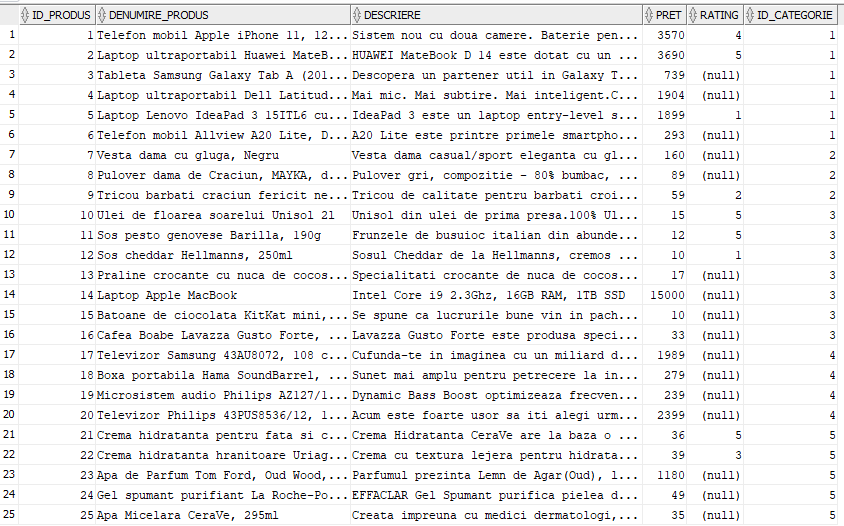 ID_PRODUS DENUMIRE_PRODUS DESCRIERE PRET RATING ID_CATEGORIE
1 1 Telefon mobil Apple iPhone 11, 12... Sistem nou cu doua camere. Baterie pen... 3570 4 1
2 2 Laptop ultraportabil Huawei MateB... HUAWEI MateBook D 14 este dotat cu un ... 3690 5 1
3 3 Tableta Samsung Galaxy Tab A (201... Descopera un partener util in Galaxy T... 739 (null) 1
4 4 Laptop ultraportabil Dell Latitud... Mai mic. Mai subtire. Mai inteligent.C... 1904 (null) 1
5 5 Laptop Lenovo IdeaPad 3 15ITL6 cu... IdeaPad 3 este un laptop entry-level s... 1899 1 1
6 6 Telefon mobil Allview A20 Lite, D... A20 Lite este printre primele smartpho... 293 (null) 1
7 7 Vesta dama cu gluga, Negru Vesta dama casual/sport eleganta cu gl... 160 (null) 2
8 8 Pulover dama de Craciun, MAYKA, d... Pulover gri, compozitie - 80% bumbac, ... 89 (null) 2
9 9 Tricou barbati craciun fericit ne... Tricou de calitate pentru barbati croi... 59 2 2
10 10 Ulei de floarea soarelui Unisol 2l Unisol din ulei de prima presa.100% Ul... 15 5 3
11 11 Sos pesto genovese Barilla, 190g Frunzele de busuioc italian din abunde... 12 5 3
12 12 Sos cheddar Hellmanns, 250ml Sosul Cheddar de la Hellmanns, cremos ... 10 1 3
13 13 Praline crocante cu nuca de cocos... Specialitati crocante de nuca de cocos... 17 (null) 3
14 14 Laptop Apple MacBook Intel Core i9 2.3Ghz, 16GB RAM, 1TB SSD 15000 (null) 3
15 15 Batoane de ciocolata KitKat mini,... Se spune ca lucrurile bune vin in pach... 10 (null) 3
16 16 Cafea Boabe Lavazza Gusto Forte, ... Lavazza Gusto Forte este produsa speci... 33 (null) 3
17 17 Televizor Samsung 43AU8072, 108 c... Cufunda-te in imaginea cu un miliard d... 1989 (null) 4
18 18 Boxa portabila Hama SoundBarrel, ... Sunet mai amplu pentru petrecere la in... 279 (null) 4
19 19 Microsistem audio Philips AZ127/1... Dynamic Bass Boost optimizeaza frecven... 239 (null) 4
20 20 Televizor Philips 43PUS8536/12, 1... Acum este foarte usor sa iti alegi urm... 2399 (null) 4
21 21 Crema hidratanta pentru fata si c... Crema Hidratanta CeraVe are la baza o ... 36 5 5
22 22 Crema hidratanta hranitoare Uriag... Crema cu textura lejera pentru hidrata... 39 3 5
23 23 Apa de Parfum Tom Ford, Oud Wood,... Parfumul prezinta Lemn de Agar(Oud), l... 1180 (null) 5
24 24 Gel spumant purifiant La Roche-Po... EFFACLAR Gel Spumant purifica pielea d... 49 (null) 5
25 25 Apa Micelara CeraVe, 295ml Creata impreuna cu medici dermatologi,... 35 (null) 5